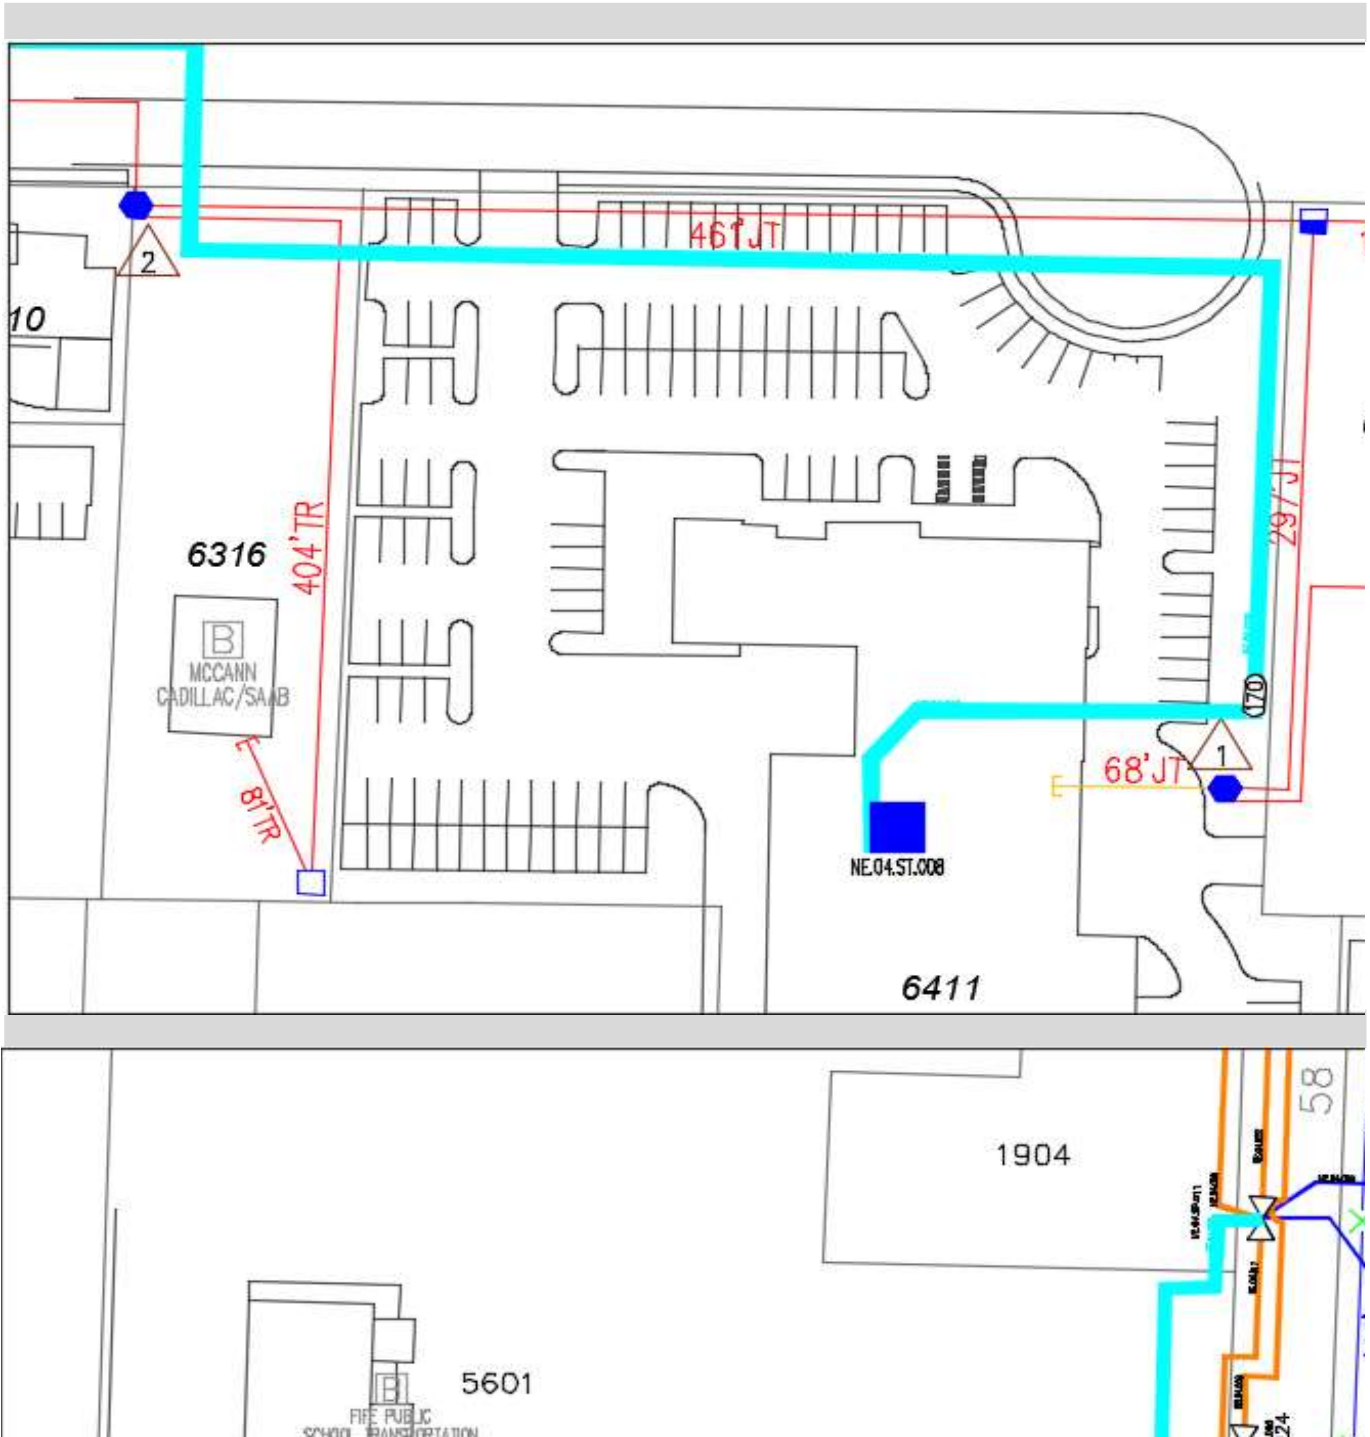 461'JT
2
10
6316
404'TR
B
MCCANN
CADILLAC/SAAB
81'TR
297'JT
170
1
68'JT
NE.04.ST.008
6411
58
1904
5601
B
FIFE PUBLIC
SCHOOL TRANSPORTATION
24